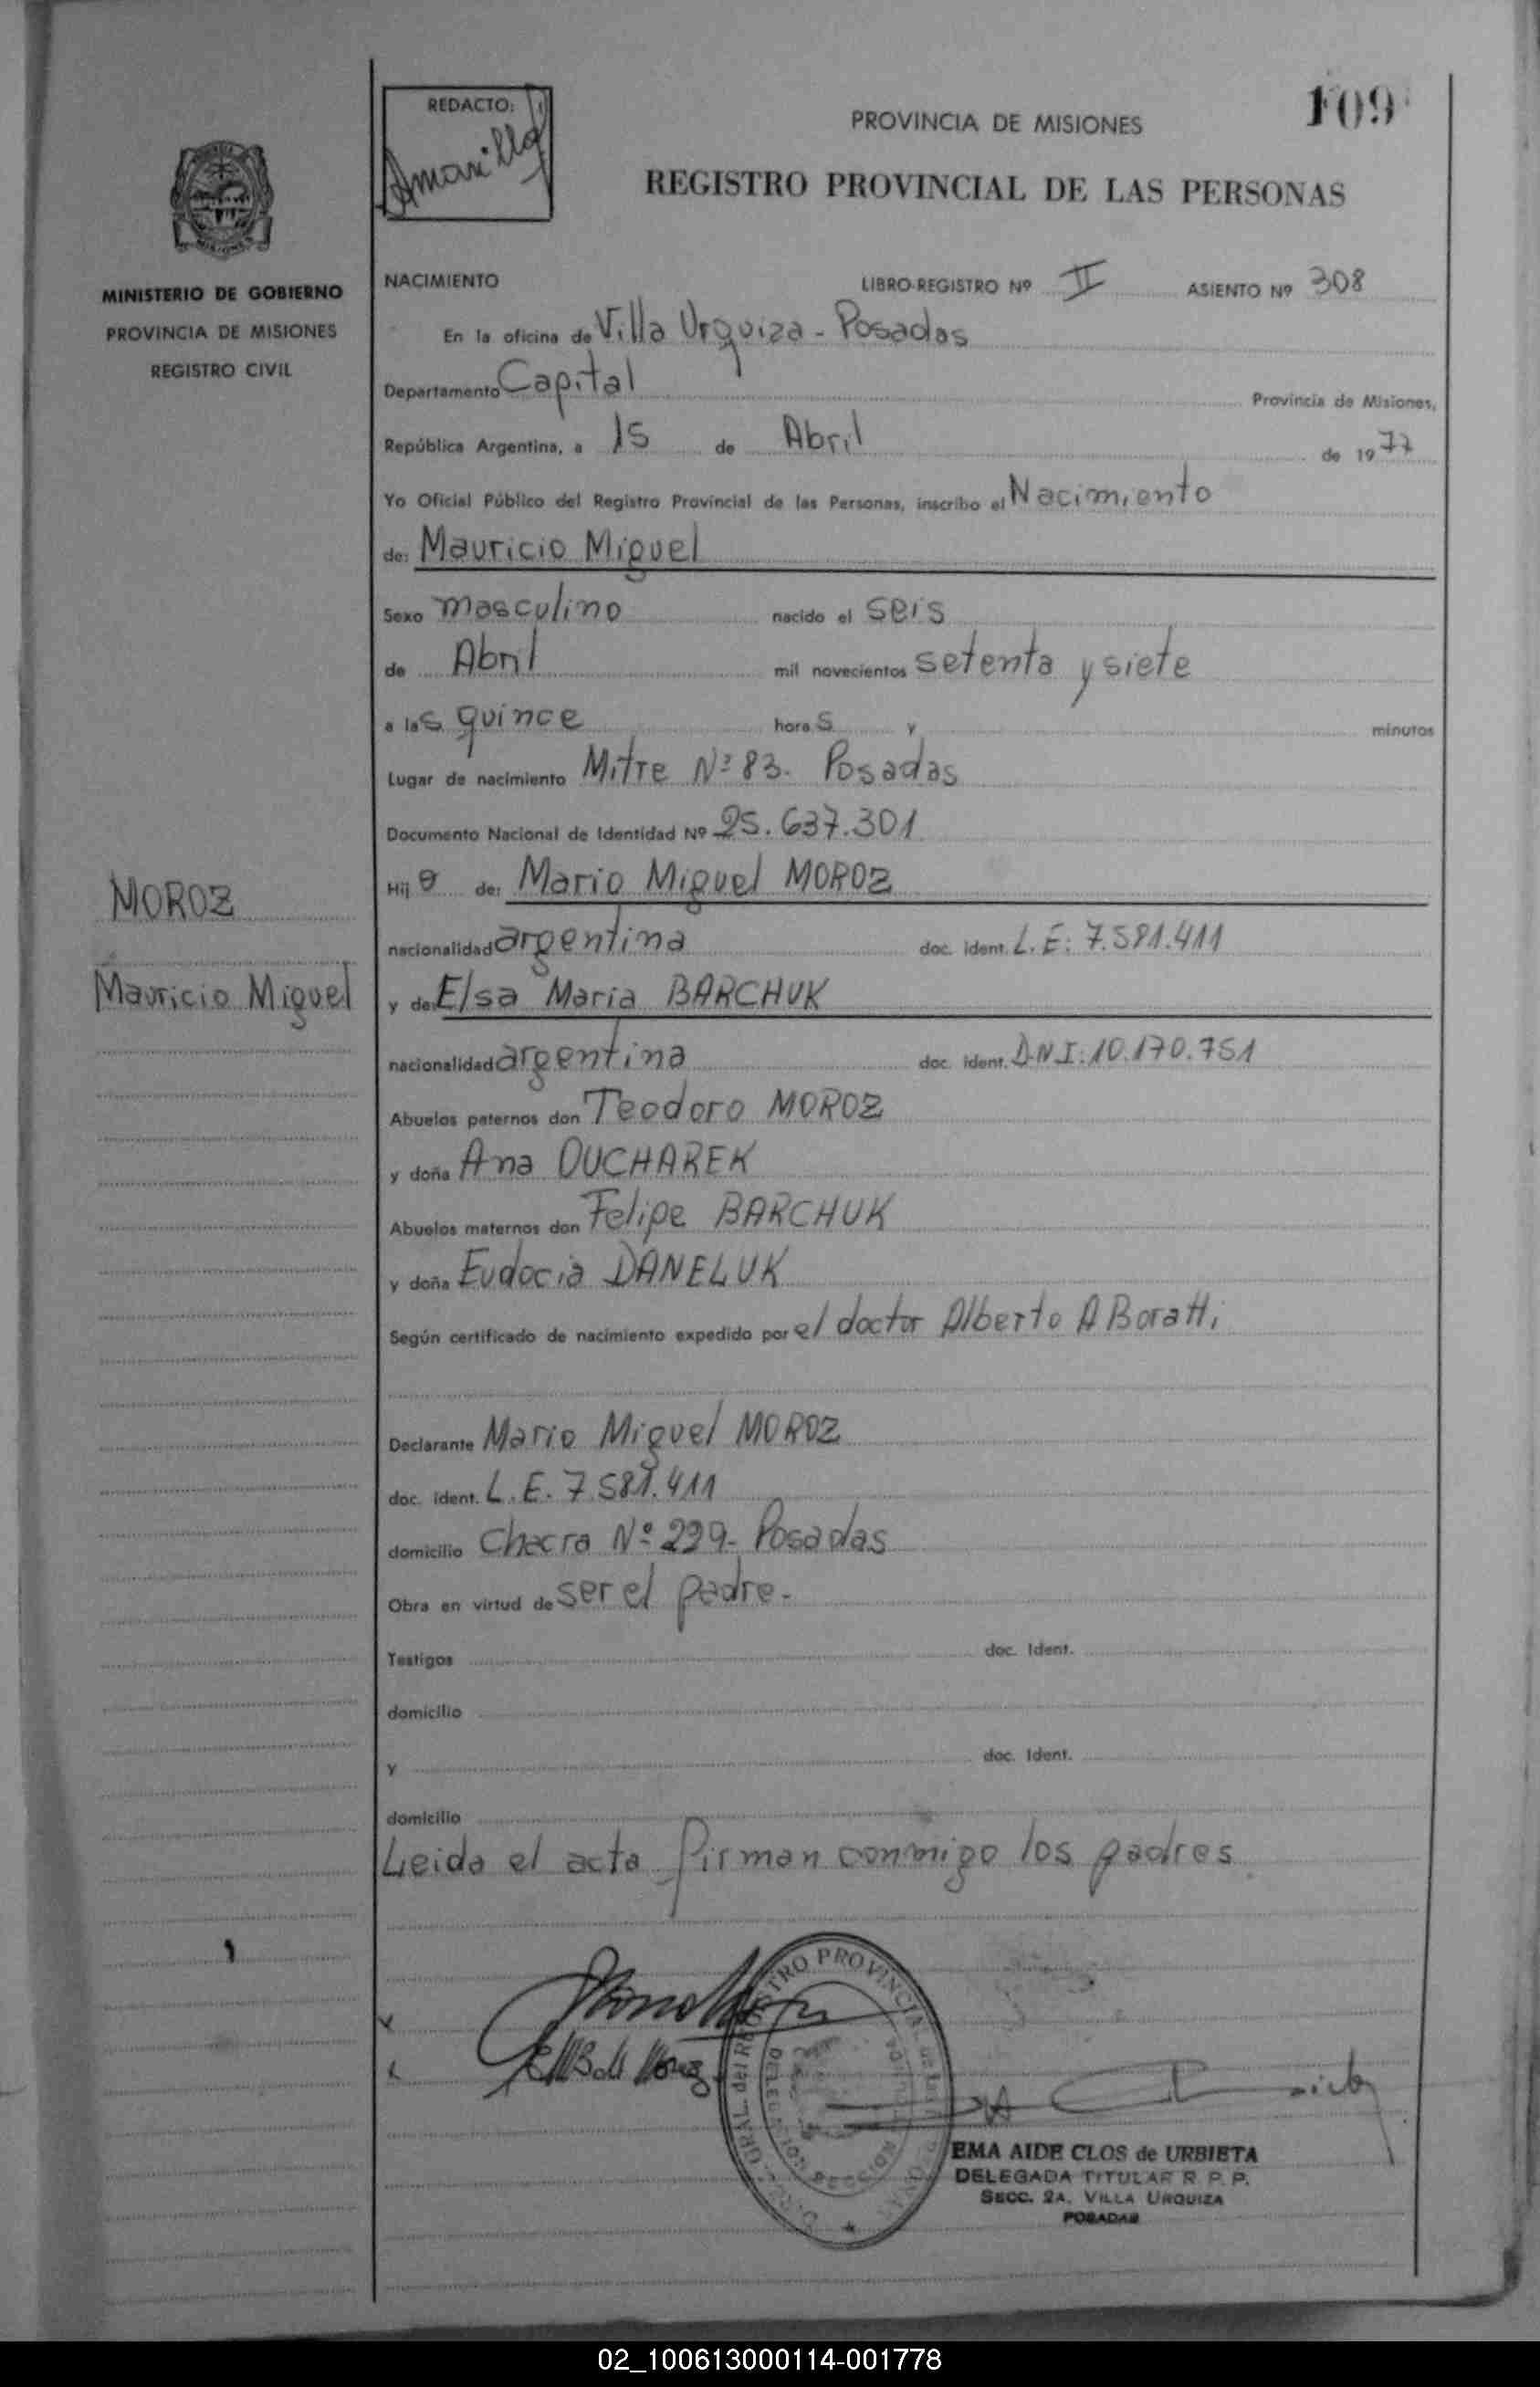 REDACTO:
Amarilla
PROVINCIA DE MISIONES
109
REGISTRO PROVINCIAL DE LAS PERSONAS
MINISTERIO DE GOBIERNO
PROVINCIA DE MISIONES
REGISTRO CIVIL
NACIMIENTO LIBRO-REGISTRO Nº II ASIENTO Nº 308
En la oficina de Villa Urquiza - Posadas
Departamento Capital Provincia de Misiones,
República Argentina, a 15 de Abril de 1977
Yo Oficial Público del Registro Provincial de las Personas, inscribo el Nacimiento
de: Mauricio Miguel
Sexo masculino nacido el seis
de Abril mil novecientos setenta y siete
a las quince horas y minutos
Lugar de nacimiento Mitre Nº 83. Posadas
Documento Nacional de Identidad Nº 25.637.301
MOROZ
Mauricio Miguel
Hijo de: Mario Miguel MOROZ
nacionalidad argentina doc. ident. L.E: 7.581.411
y de: Elsa Maria BARCHUK
nacionalidad argentina doc. ident. D.N.I: 10.170.751
Abuelos paternos don Teodoro MOROZ
y doña Ana DUCHAREK
Abuelos maternos don Felipe BARCHUK
y doña Eudocia DANELUK
Según certificado de nacimiento expedido por el doctor Alberto A Boratti
Declarante Mario Miguel MOROZ
doc. ident. L.E. 7.581.411
domicilio Chacra Nº 229- Posadas
Obra en virtud de ser el padre.-
Testigos doc. Ident.
domicilio
y doc. Ident.
domicilio
Leida el acta firman conmigo los padres
GRAL. del REGISTRO PROVINCIAL
EMA AIDE CLOS de URBIETA
DELEGADA TITULAR R. P. P.
SECC. 2A. VILLA URQUIZA
POSADAS
02_100613000114-001778